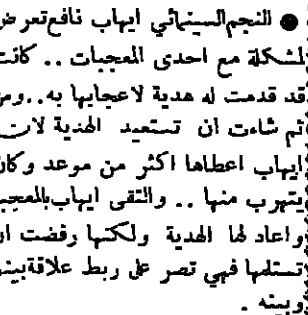 ● النجم السينمائي ايهاب نافع تعرض
لمشكلة مع احدى المعجبات .. كانت
قد قدمت له هدية لاعجابها به .. ومن
ثم شاءت ان تستعيد الهدية لان
ايهاب اعطاها اكثر من موعد وكان
يتهرب منها .. والتقى ايهاب بالمعجبة
واعاد لها الهدية ولكنها رفضت ان
تستلمها فهي تصر على ربط علاقة بينها
وبينه .